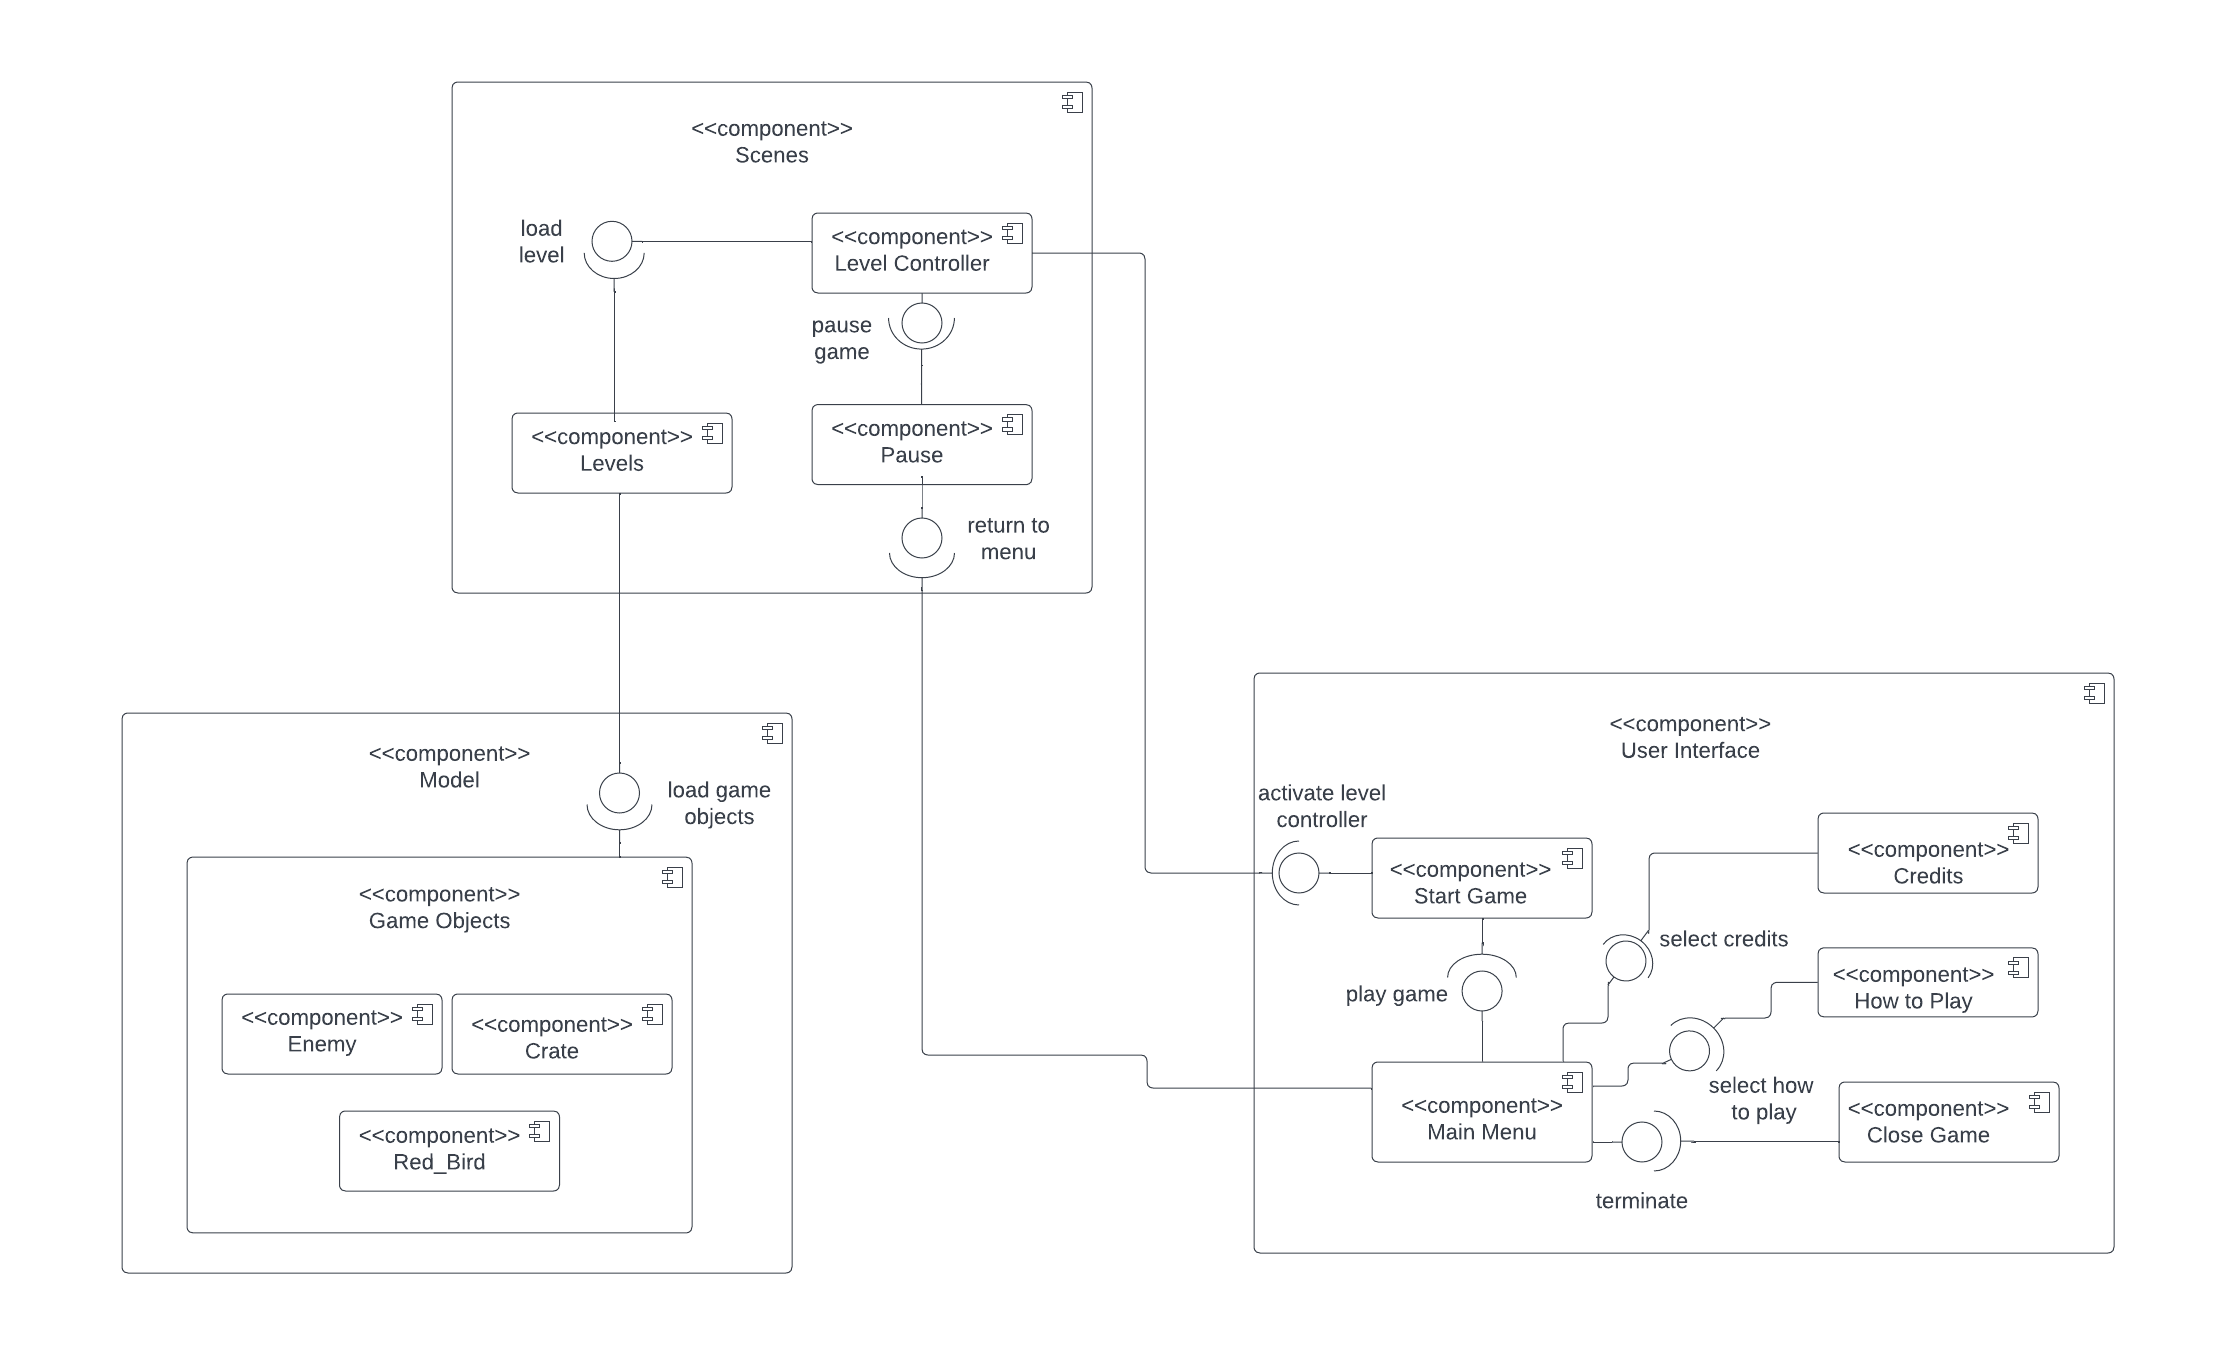 <<component>>
Scenes
load
level
<<component>>
Level Controller
pause
game
<<component>>
Levels
<<component>>
Pause
return to
menu
<<component>>
Model
load game
objects
<<component>>
Game Objects
<<component>>
Enemy
<<component>>
Crate
<<component>>
Red_Bird
<<component>>
User Interface
activate level
controller
<<component>>
Start Game
<<component>>
Credits
select credits
play game
<<component>>
How to Play
select how
to play
<<component>>
Main Menu
<<component>>
Close Game
terminate